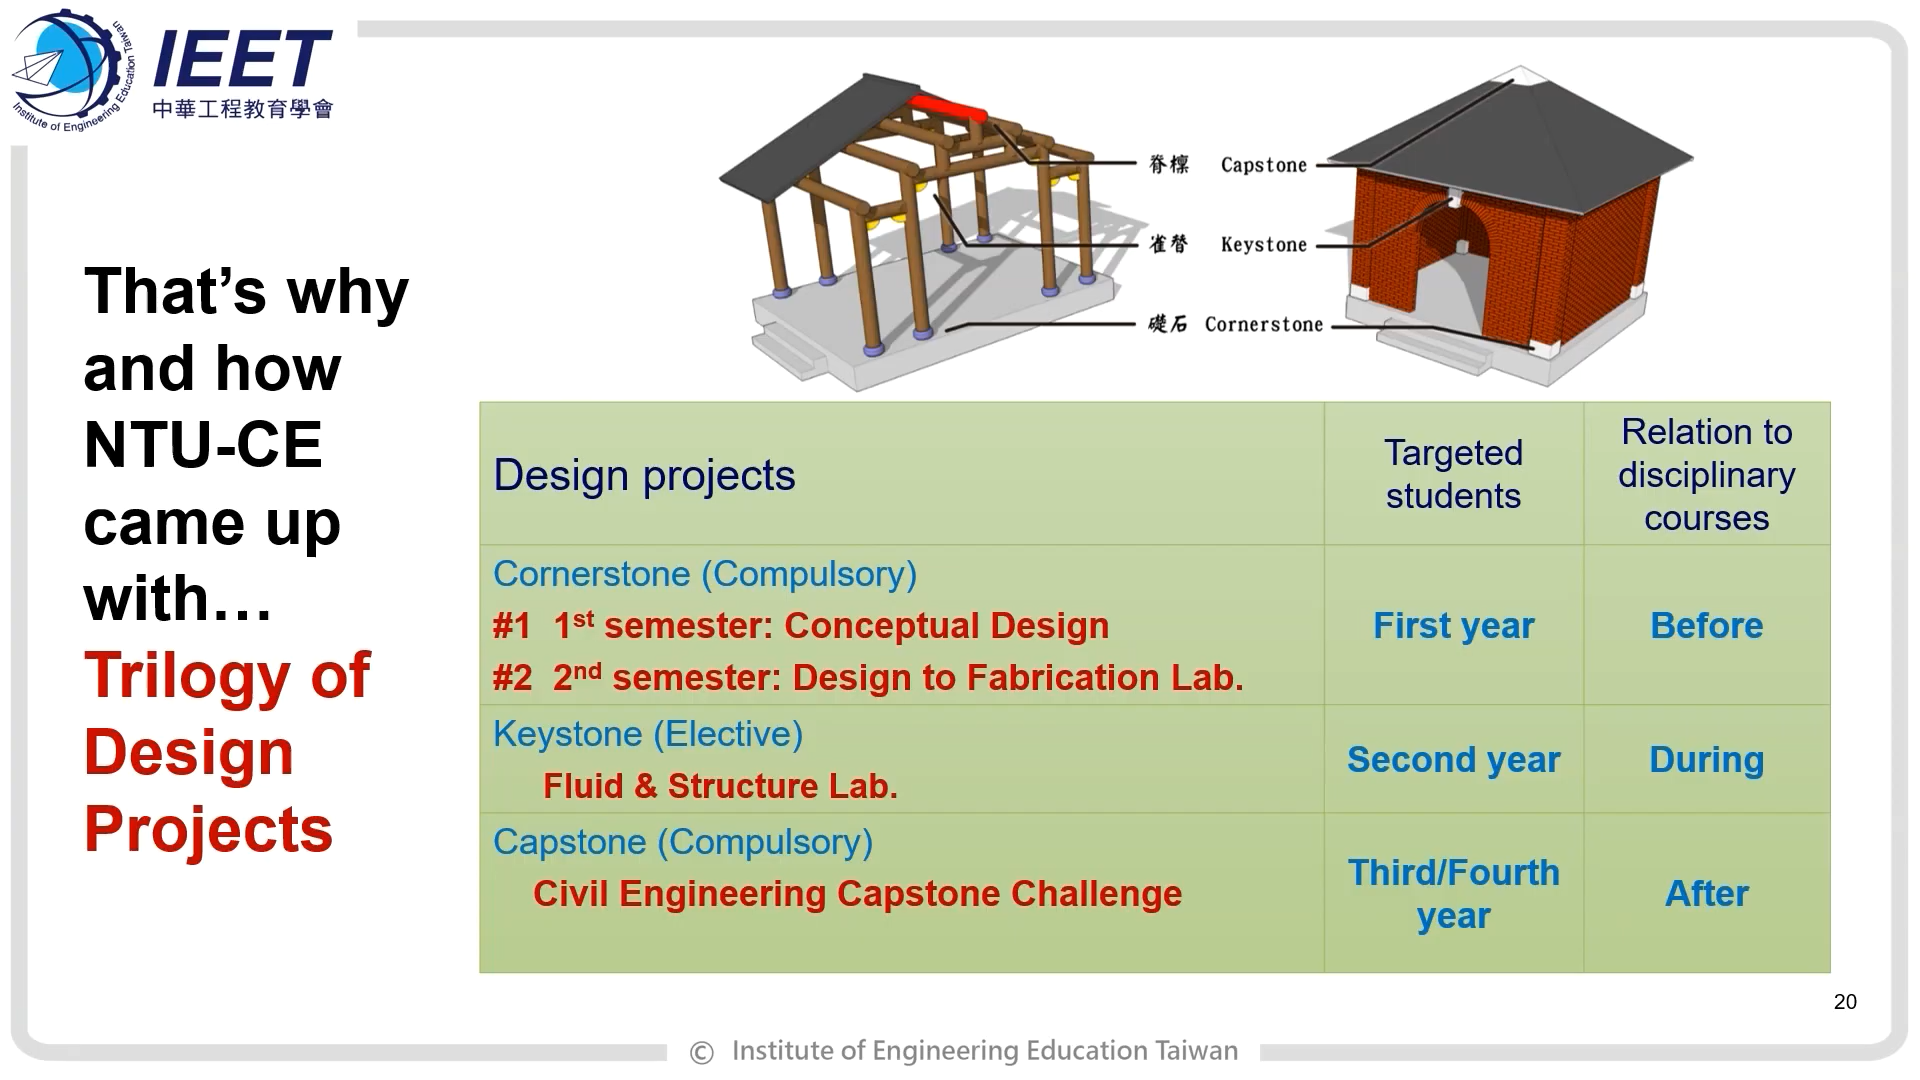 Institute of Engineering Education Taiwan
IEET
中華工程教育學會
脊檁 Capstone
雀替 Keystone
礎石 Cornerstone
That’s why
and how
NTU-CE
came up
with…
Trilogy of
Design
Projects
Design projects
Targeted
students
Relation to
disciplinary
courses
Cornerstone (Compulsory)
#1 1st semester: Conceptual Design
#2 2nd semester: Design to Fabrication Lab.
First year
Before
Keystone (Elective)
Fluid & Structure Lab.
Second year
During
Capstone (Compulsory)
Civil Engineering Capstone Challenge
Third/Fourth
year
After
20
© Institute of Engineering Education Taiwan